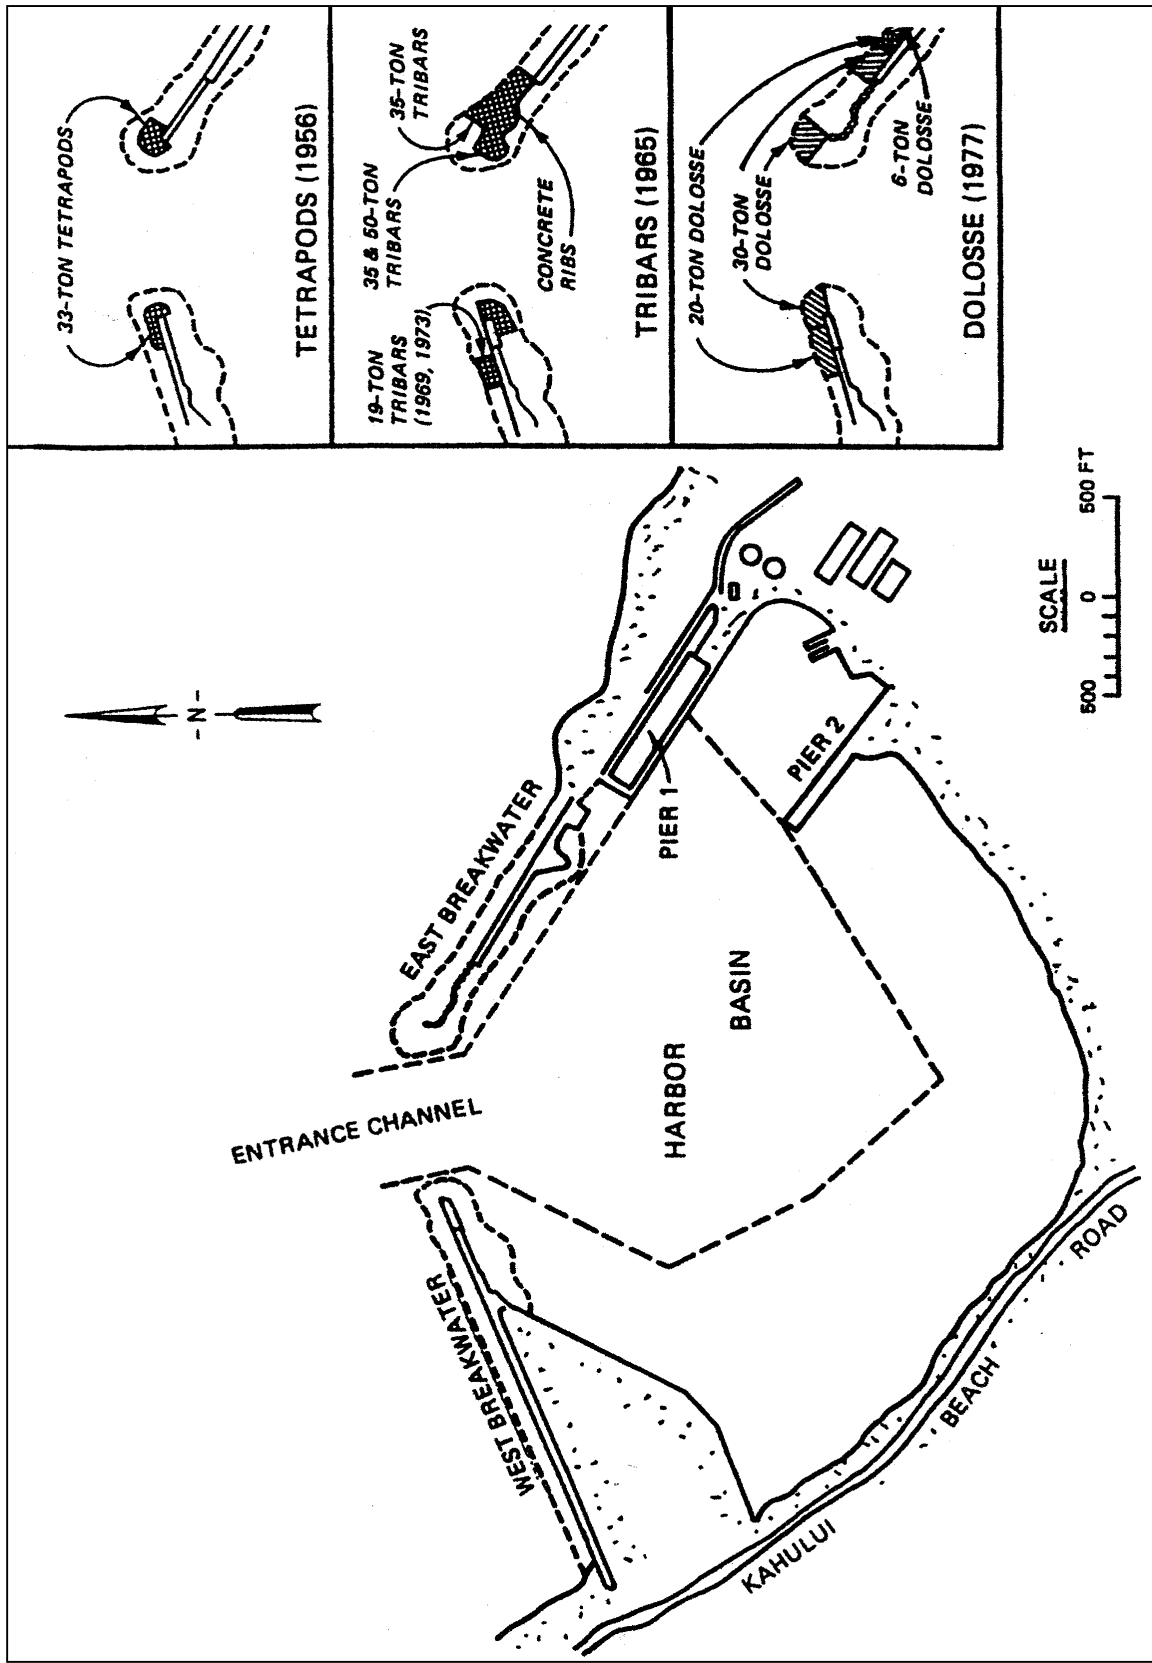 33-TON TETRAPODS
TETRAPODS (1956)
19-TON
TRIBARS
(1969, 1973)
35 & 50-TON
TRIBARS
35-TON
TRIBARS
CONCRETE
RIBS
TRIBARS (1965)
20-TON DOLOSSE
30-TON
DOLOSSE
6-TON
DOLOSSE
DOLOSSE (1977)
-N-
ENTRANCE CHANNEL
EAST BREAKWATER
WEST BREAKWATER
PIER 1
PIER 2
HARBOR
BASIN
KAHULUI
BEACH
ROAD
SCALE
500 0 500 FT